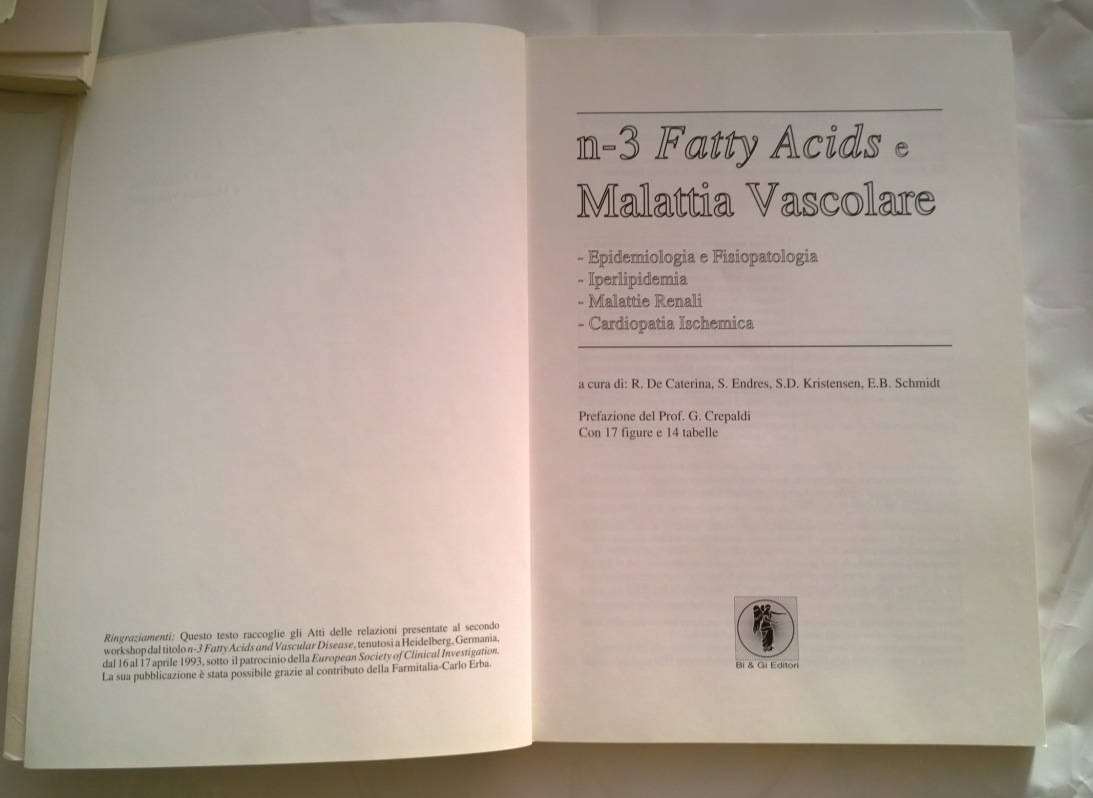 Ringraziamenti: Questo testo raccoglie gli Atti delle relazioni presentate al secondo
workshop dal titolo n-3 Fatty Acids and Vascular Disease, tenutosi a Heidelberg, Germania,
dal 16 al 17 aprile 1993, sotto il patrocinio della European Society of Clinical Investigation.
La sua pubblicazione è stata possibile grazie al contributo della Farmitalia-Carlo Erba.
n-3 Fatty Acids e
Malattia Vascolare
- Epidemiologia e Fisiopatologia
- Iperlipidemia
- Malattie Renali
- Cardiopatia Ischemica
a cura di: R. De Caterina, S. Endres, S.D. Kristensen, E.B. Schmidt
Prefazione del Prof. G. Crepaldi
Con 17 figure e 14 tabelle
Bi & Gi Editori